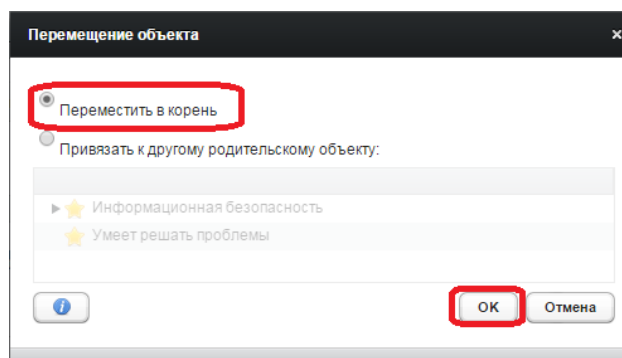 Перемещение объекта
Переместить в корень
Привязать к другому родительскому объекту:
Информационная безопасность
Умеет решать проблемы
OK Отмена